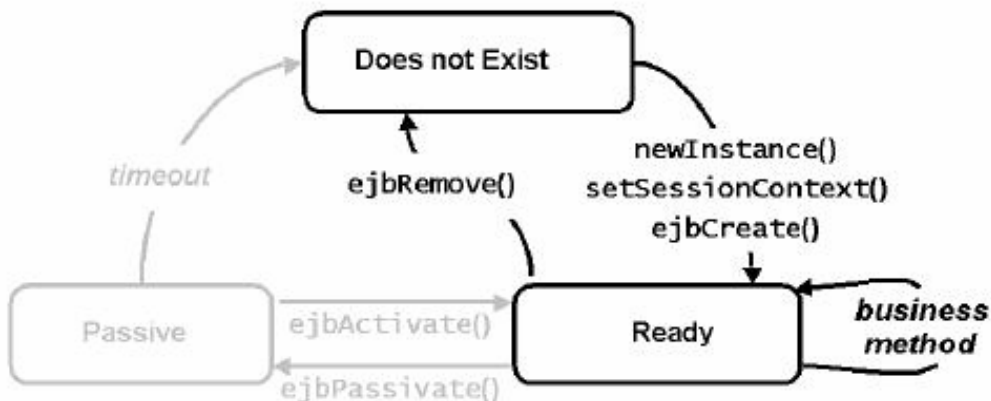 Does not Exist
newInstance()
setSessionContext()
ejbCreate()
timeout
ejbRemove()
Passive
ejbActivate()
ejbPassivate()
Ready
business
method